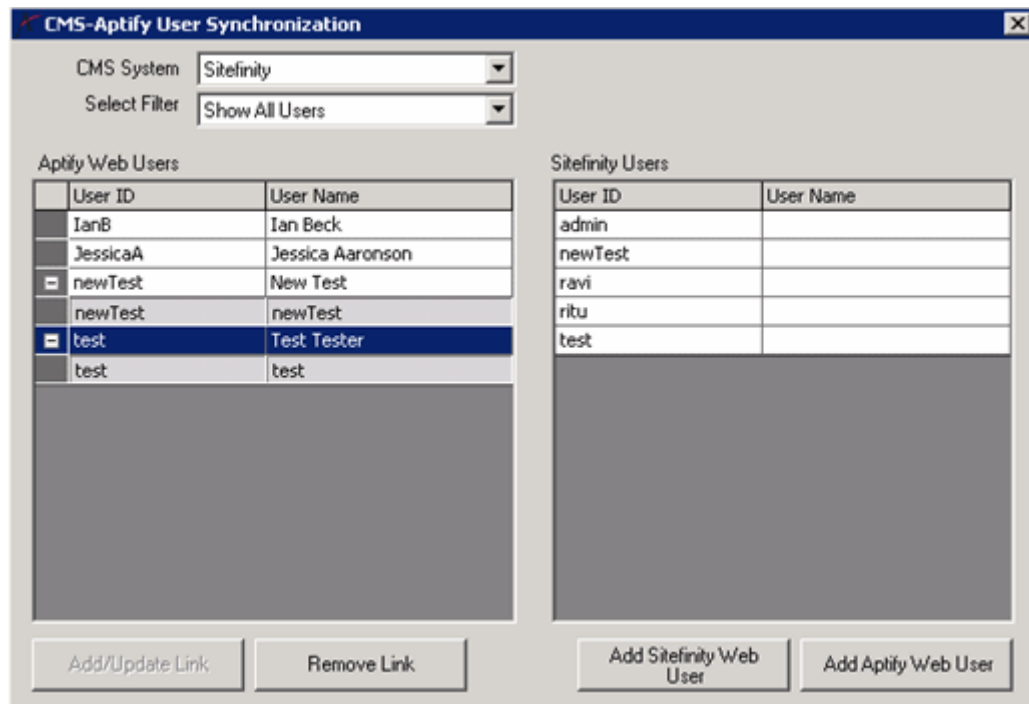 CMS-Aptify User Synchronization
CMS System Sitefinity
Select Filter Show All Users
Aptify Web Users
User ID User Name
IanB Ian Beck
JessicaA Jessica Aaronson
newTest New Test
newTest newTest
test Test Tester
test test
Sitefinity Users
User ID User Name
admin
newTest
ravi
ritu
test
Add/Update Link
Remove Link
Add Sitefinity Web
User
Add Aptify Web User